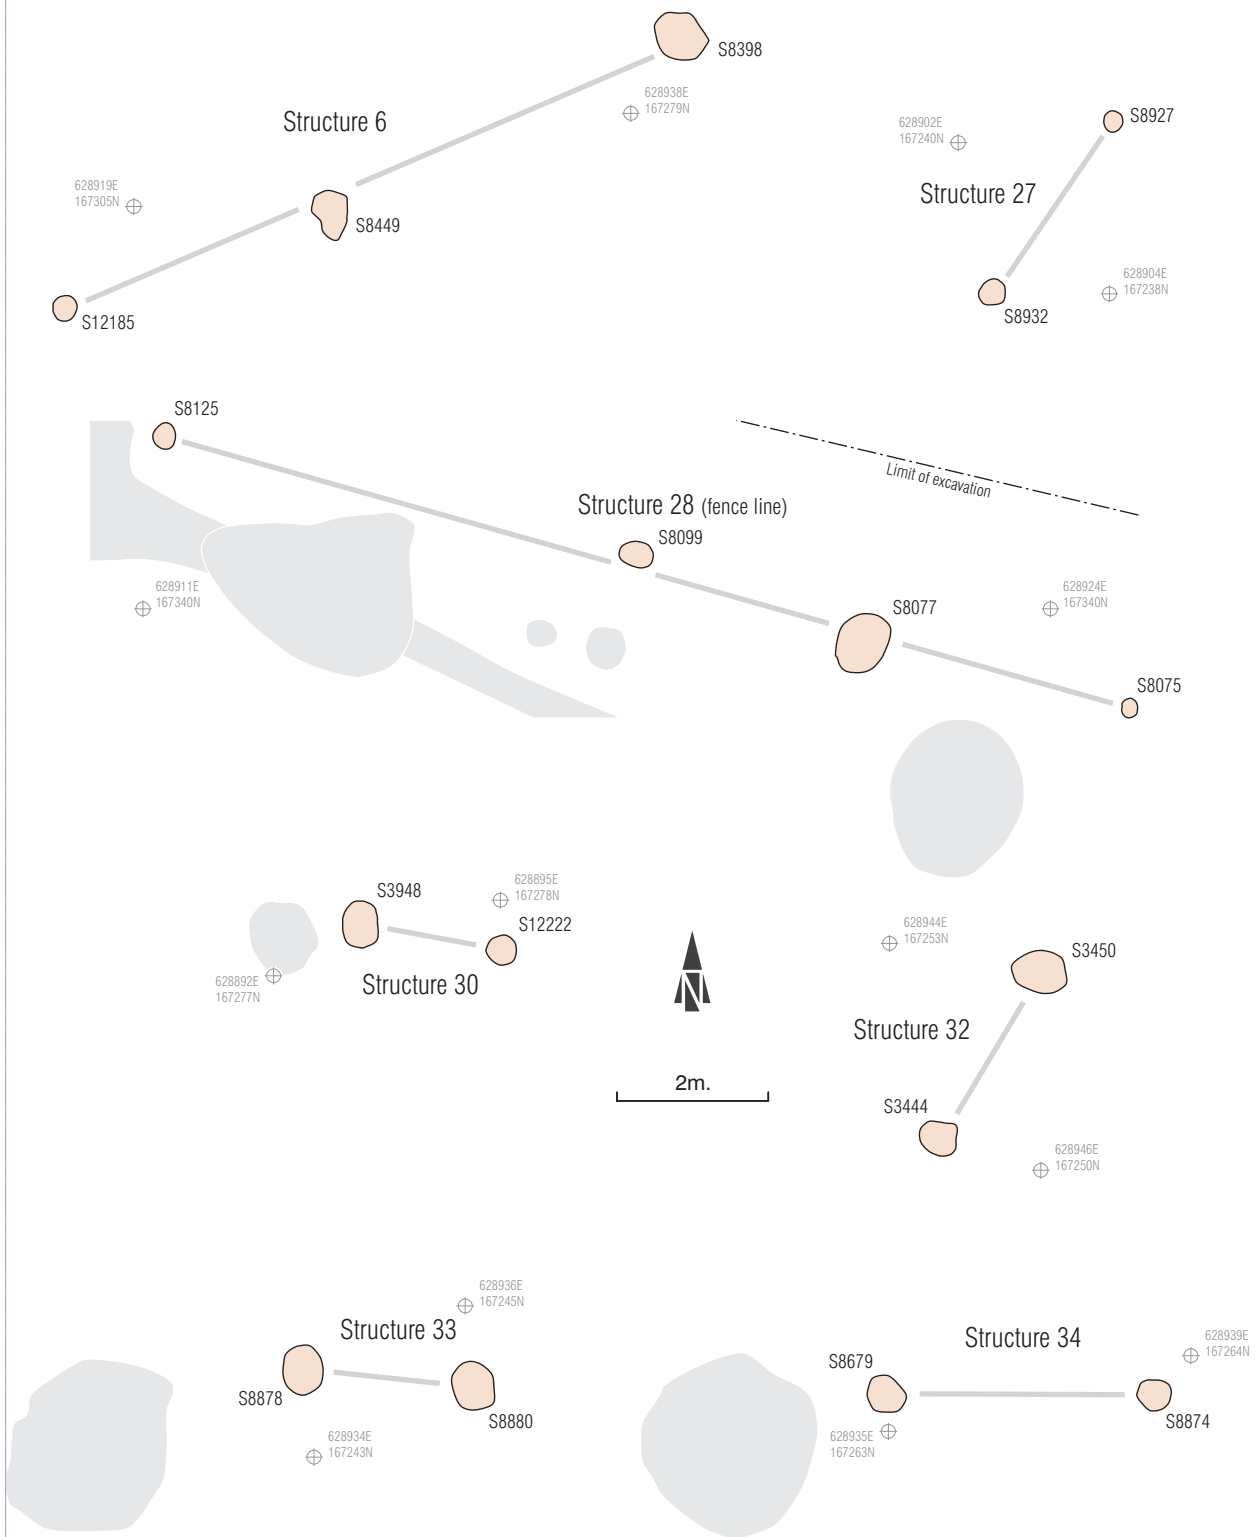 S8398
628938E
167279N
Structure 6
S8927
628902E
167240N
Structure 27
628919E
167305N
S8449
628904E
167238N
S8932
S12185
S8125
Limit of excavation
Structure 28 (fence line)
S8099
628911E
167340N
628924E
167340N
S8077
S8075
S3948
628895E
167278N
S12222
628892E
167277N
Structure 30
628944E
167253N
S3450
N
Structure 32
2m.
S3444
628946E
167250N
628936E
167245N
Structure 33
S8878
S8880
628934E
167243N
Structure 34
628939E
167264N
S8679
S8874
628935E
167263N